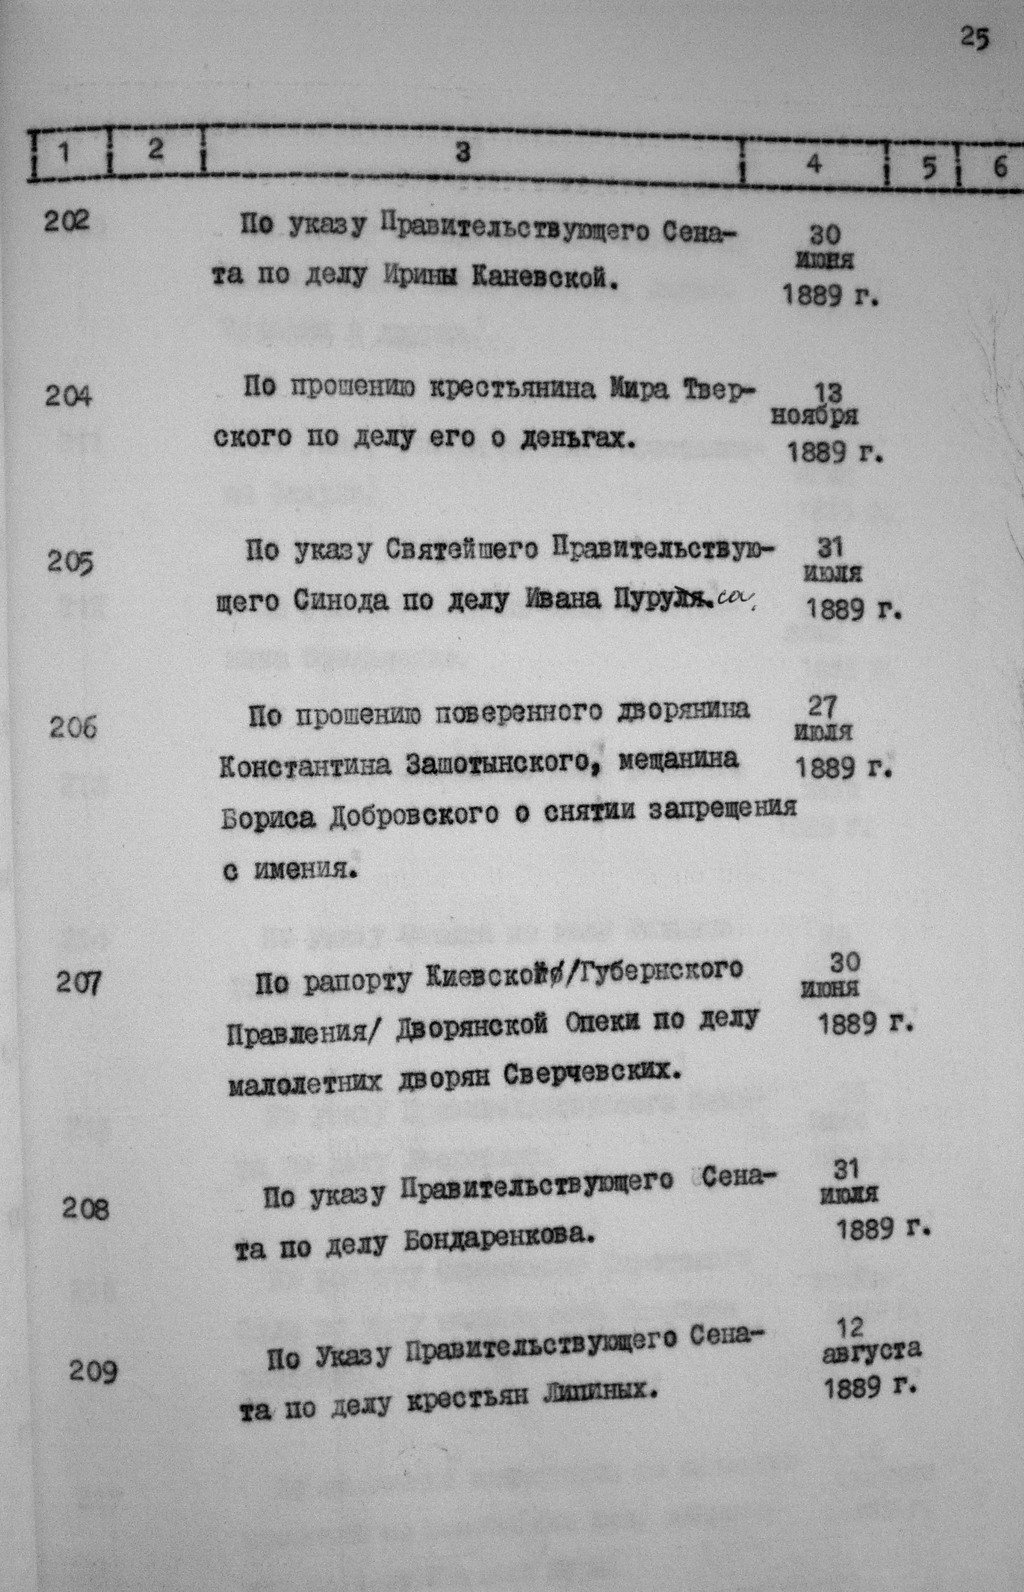 25
1 2 3 4 5 6
202 По указу Правительствующего Сена- 30
июня
та по делу Ирины Каневской. 1889 г.
204 По прошению крестьянина Мира Твер- 13
ноября
ского по делу его о деньгах. 1889 г.
205 По указу Святейшего Правительствую- 31
июля
щего Синода по делу Ивана 1889 г.
206 По прошению поверенного дворянина 27
июля
Константина Зашотынского, мещанина 1889 г.
Бориса Добровского о снятии запрещения
с имения.
207 По рапорту Киевской/Губернского 30
июня
Правления/ Дворянской Опеки по делу 1889 г.
малолетних дворян Сверчевских.
208 По указу Правительствующего Сена- 31
июля
та по делу Бондаренкова. 1889 г.
209 По Указу Правительствующего Сена- 12
августа
та по делу крестьян Липиных. 1889 г.